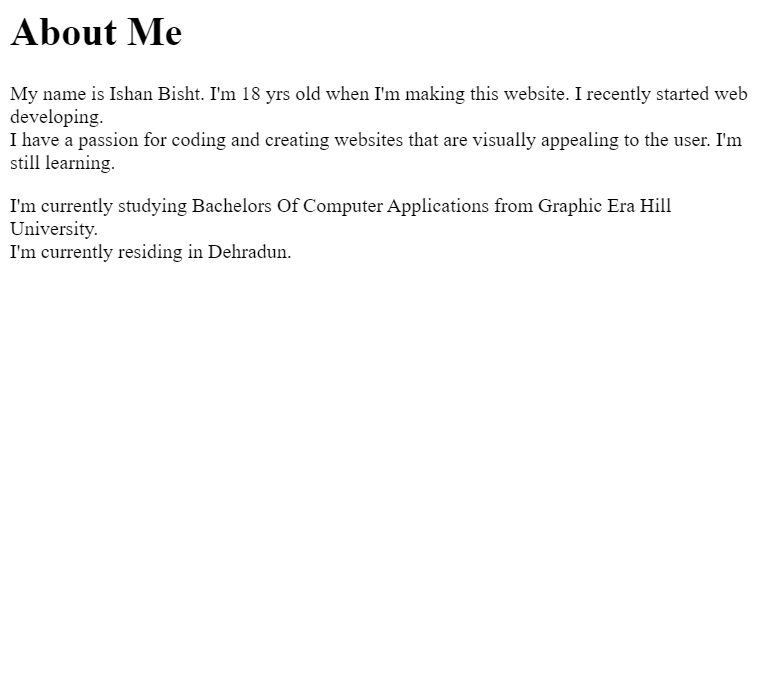 About Me
My name is Ishan Bisht. I'm 18 yrs old when I'm making this website. I recently started web
developing.
I have a passion for coding and creating websites that are visually appealing to the user. I'm
still learning.
I'm currently studying Bachelors Of Computer Applications from Graphic Era Hill
University.
I'm currently residing in Dehradun.